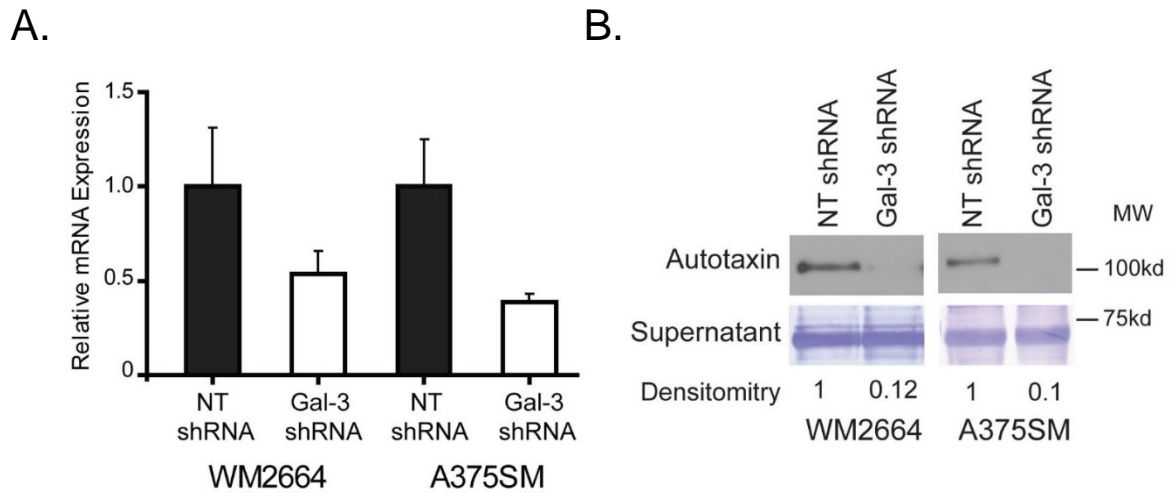 A.
B.
Relative mRNA Expression
1.5
1.0
0.5
0
NT
shRNA
Gal-3
shRNA
NT
shRNA
Gal-3
shRNA
WM2664
A375SM
NT shRNA
Gal-3 shRNA
NT shRNA
Gal-3 shRNA
MW
Autotaxin
100kd
75kd
Supernatant
Densitomitry 1 0.12 1 0.1
WM2664 A375SM